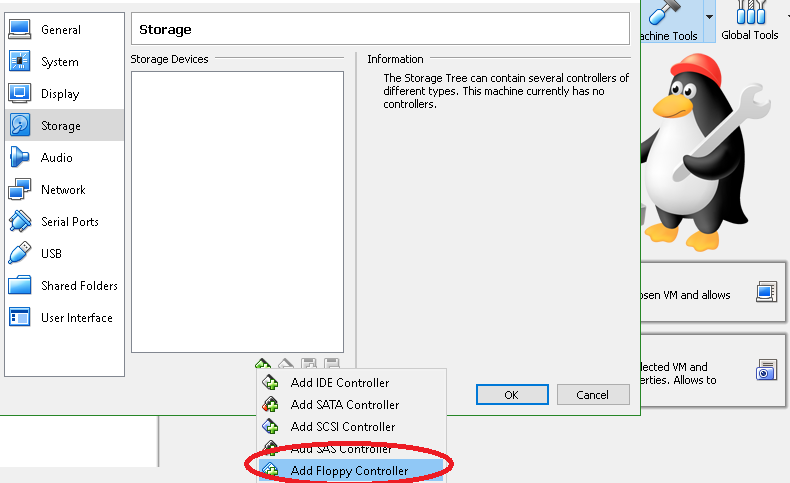 General
System
Display
Storage
Audio
Network
Serial Ports
USB
Shared Folders
User Interface
Storage
Storage Devices
Information
The Storage Tree can contain several controllers of
different types. This machine currently has no
controllers.
Add IDE Controller
Add SATA Controller
Add SCSI Controller
Add SAS Controller
Add Floppy Controller
OK
Cancel
achine Tools
Global Tools
osen VM and allows
lected VM and
erties. Allows to